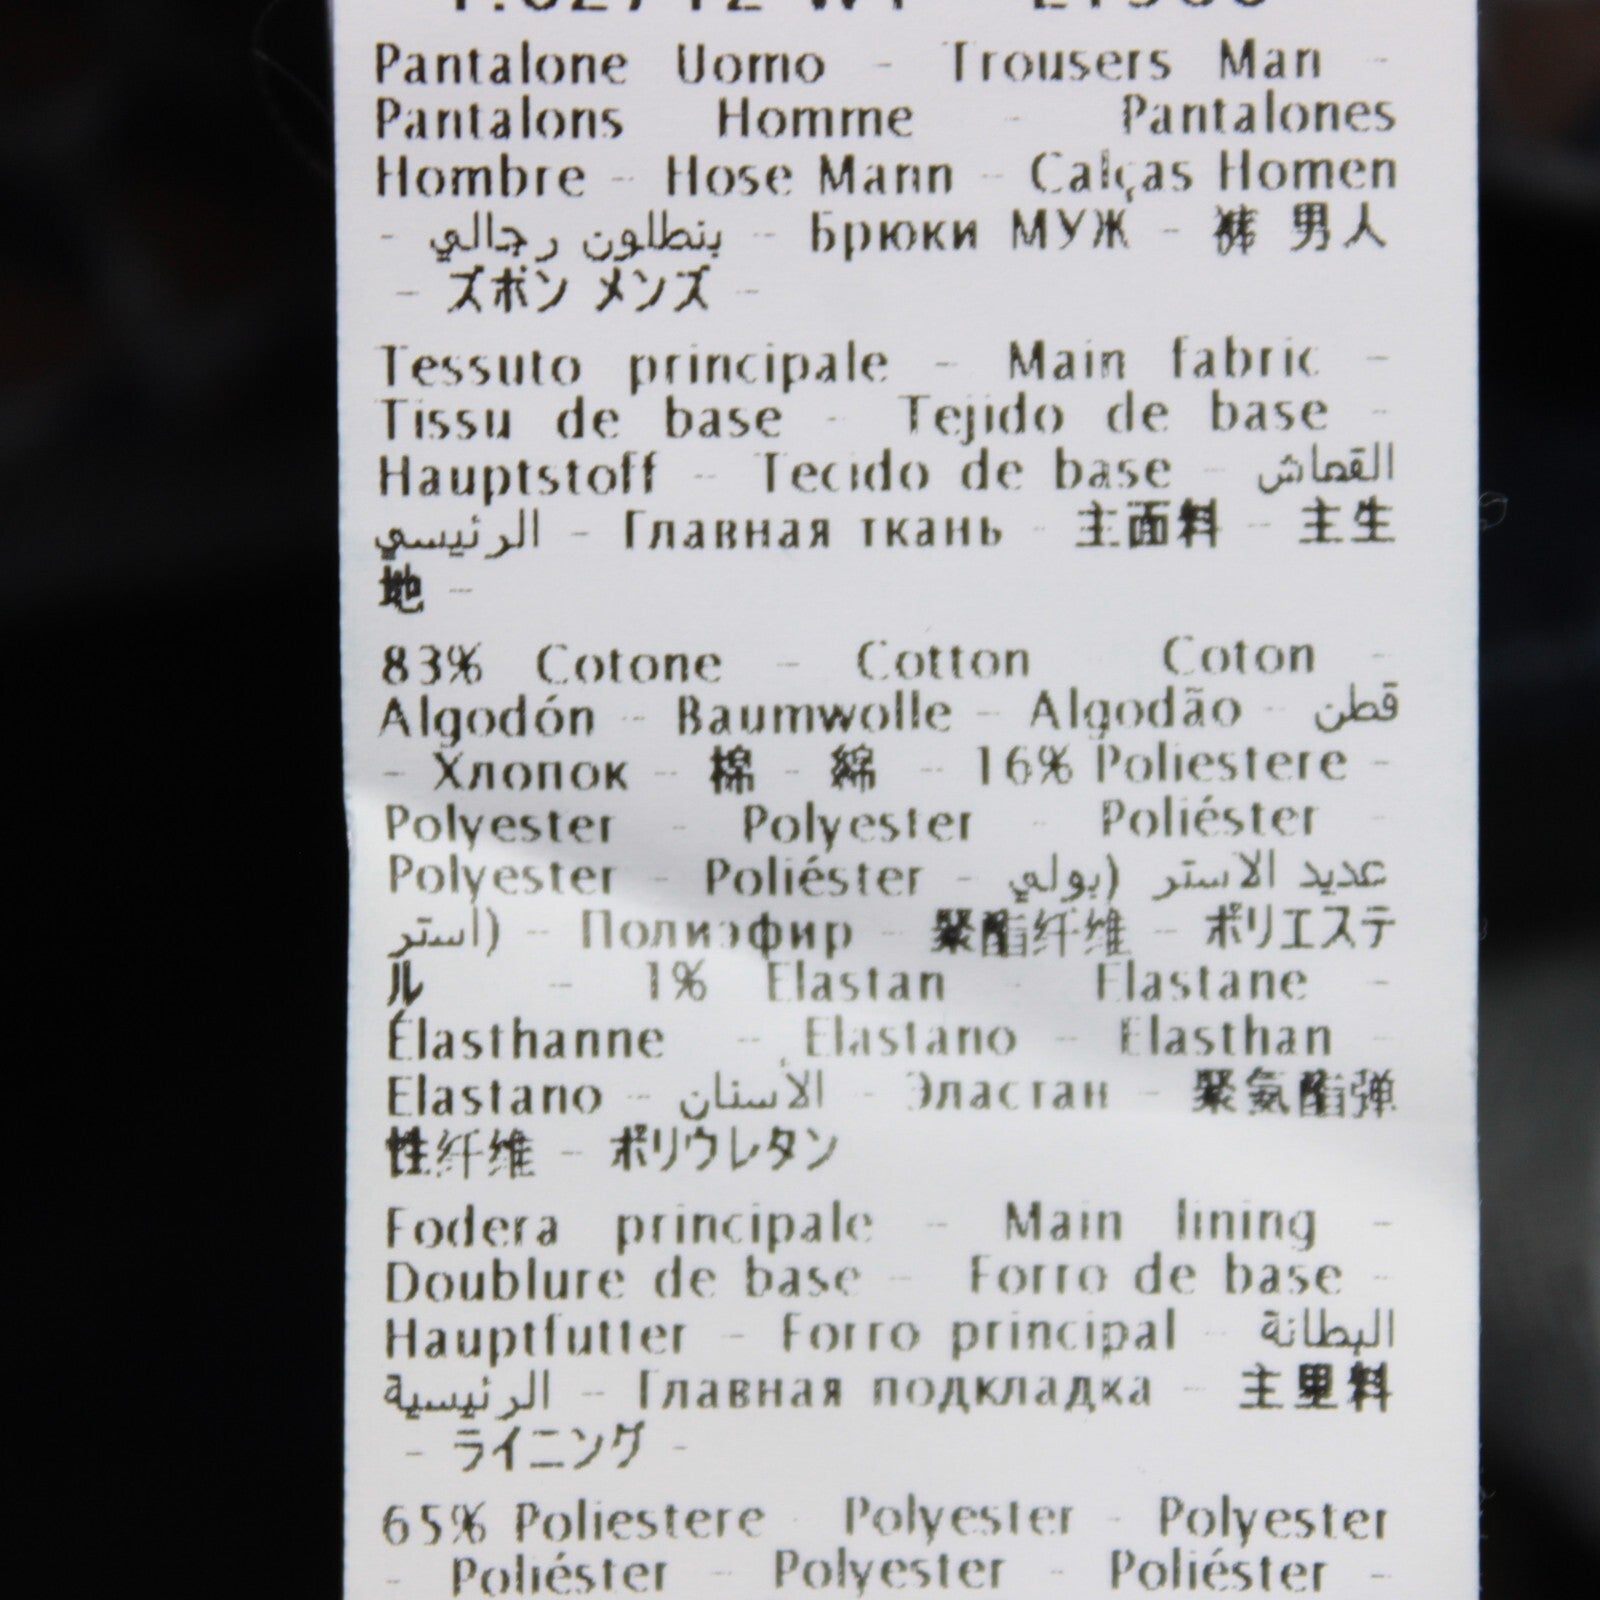 Pantalone Uomo - Trousers Man -
Pantalons Homme - Pantalones
Hombre - Hose Mann - Calças Homen
- بنطلون رجالي - Брюки МУЖ - 裤 男人
- ズボン メンズ -
Tessuto principale - Main fabric -
Tissu de base - Tejido de base -
Hauptstoff - Tecido de base - القماش
الرئيسي - Главная ткань - 主面料 - 主生
地 -
83% Cotone - Cotton Coton -
Algodón - Baumwolle - Algodão - قطن
- Хлопок - 棉 - 綿 - 16% Poliestere -
Polyester - Polyester - Poliéster -
Polyester - Poliéster - عديد الاستر (بولي
استر) - Полиэфир - 聚酯纤维 - ポリエステ
ル - 1% Elastan - Elastane -
Élasthanne - Elastano - Elasthan -
Elastano - الأستان - Эластан - 聚氨酯弹
性纤维 - ポリウレタン
Fodera principale - Main lining -
Doublure de base - Forro de base -
Hauptfutter - Forro principal - البطانة
الرئيسية - Главная подкладка - 主里料
- ライニング -
65% Poliestere - Polyester - Polyester
- Poliéster - Polyester - Poliéster -